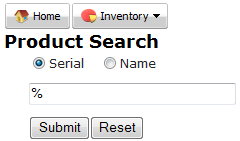 Home Inventory
Product Search
Serial Name
%
Submit Reset